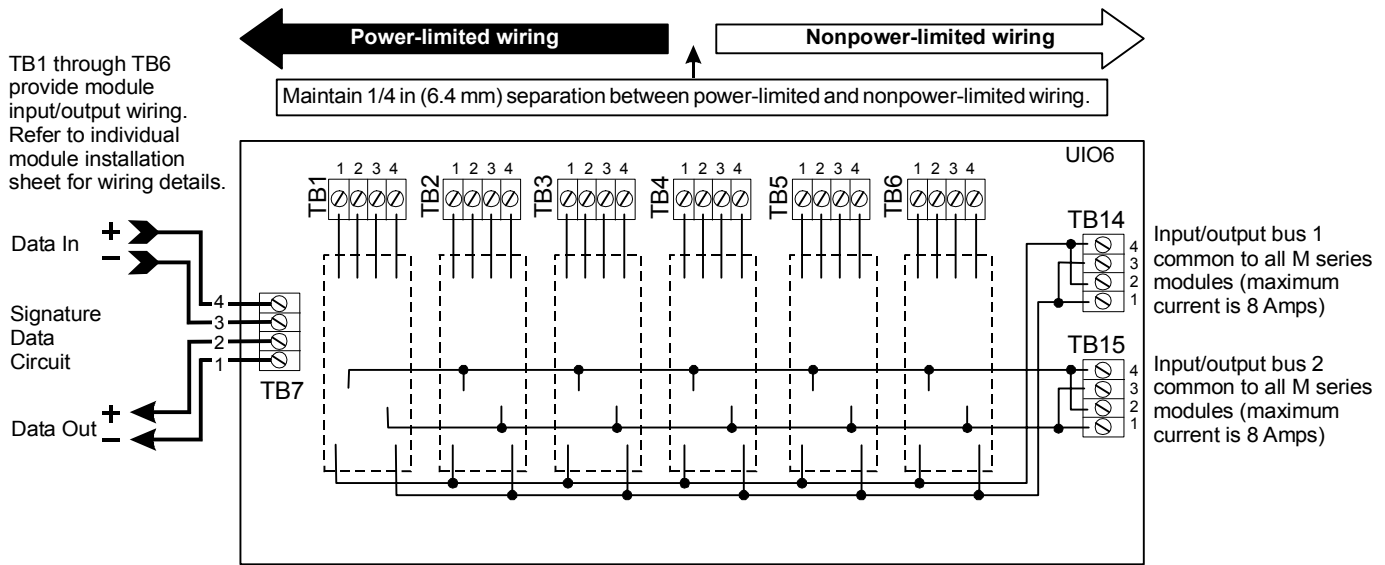 Power-limited wiring
Nonpower-limited wiring
Maintain 1/4 in (6.4 mm) separation between power-limited and nonpower-limited wiring.
TB1 through TB6
provide module
input/output wiring.
Refer to individual
module installation
sheet for wiring details.
UIO6
1 2 3 4
TB1
1 2 3 4
TB2
1 2 3 4
TB3
1 2 3 4
TB4
1 2 3 4
TB5
1 2 3 4
TB6
Data In
+
−
Signature
Data
Circuit
4
3
2
1
TB7
Data Out
+
−
TB14
4
3
2
1
Input/output bus 1
common to all M series
modules (maximum
current is 8 Amps)
TB15
4
3
2
1
Input/output bus 2
common to all M series
modules (maximum
current is 8 Amps)